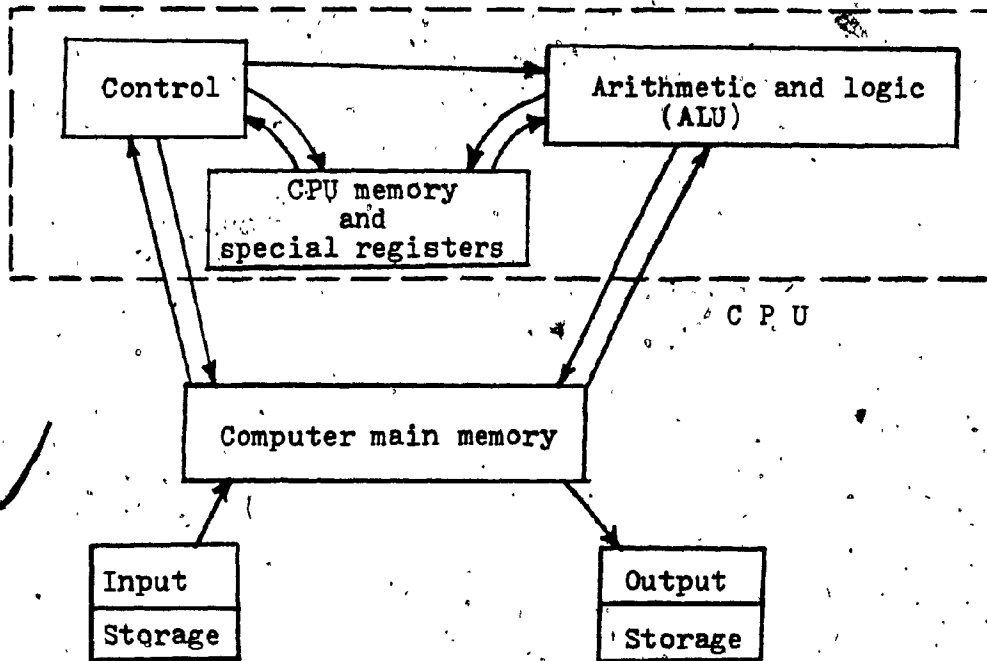 Control
Arithmetic and logic
(ALU)
CPU memory
and
special registers
C P U
Computer main memory
Input
Storage
Output
Storage